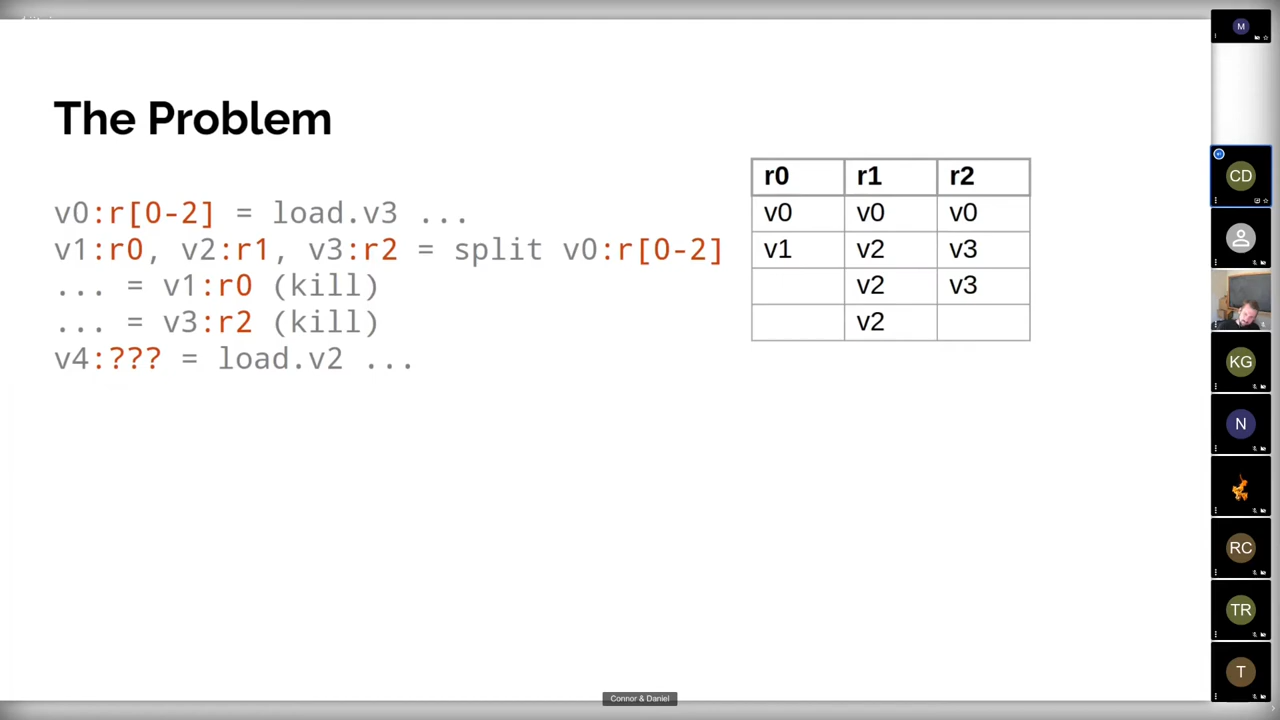 The Problem
v0:r[0-2] = load.v3 ...
v1:r0, v2:r1, v3:r2 = split v0:r[0-2]
... = v1:r0 (kill)
... = v3:r2 (kill)
v4:??? = load.v2 ...
r0 r1 r2
v0 v0 v0
v1 v2 v3
v2 v3
v2
M
CD
KG
N
RC
TR
T
Connor & Daniel